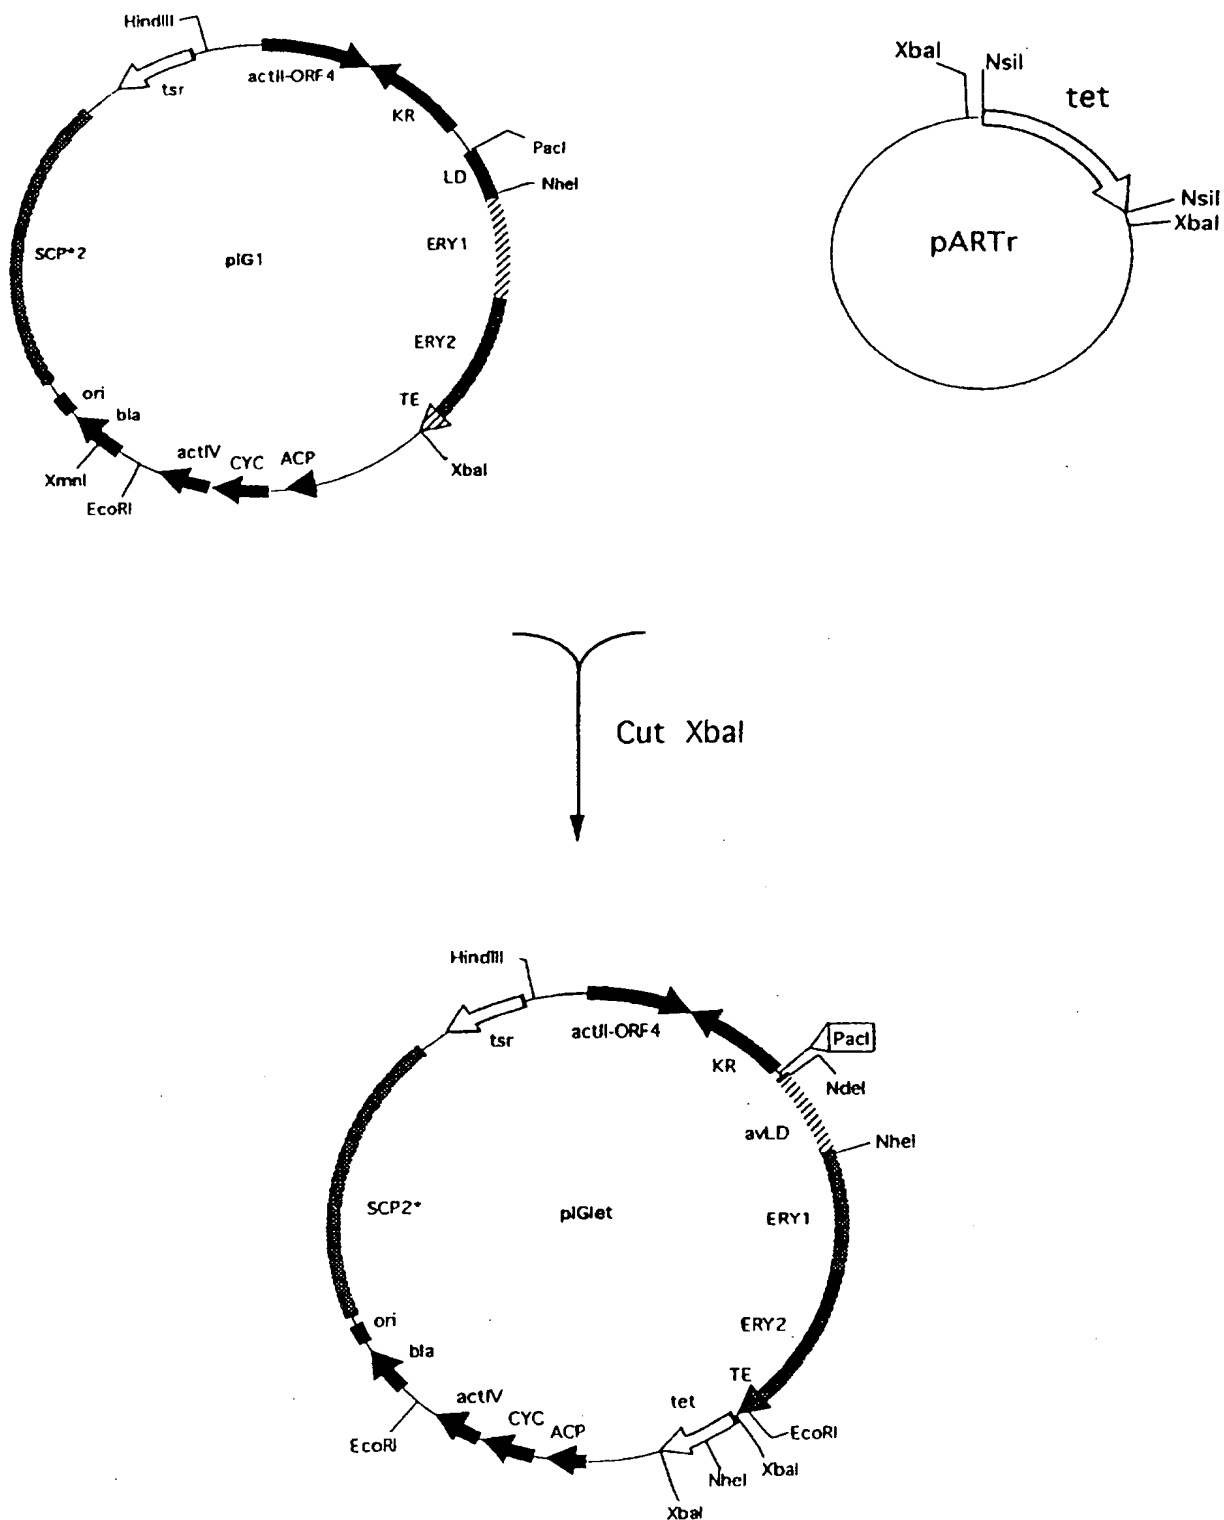 HindIII
tsr
actII-ORF4
KR
PacI
LD
NheI
ERY1
SCP*2
pIG1
ERY2
TE
ori
bla
XmnI
EcoRI
actIV
CYC
ACP
XbaI
XbaI
NsiI
tet
NsiI
XbaI
pARTr
Cut XbaI
HindIII
tsr
actII-ORF4
KR
PacI
NdeI
avLD
NheI
SCP2*
pIGlet
ERY1
ERY2
TE
ori
bla
tet
actIV
CYC
ACP
EcoRI
EcoRI
NheI
XbaI
XbaI